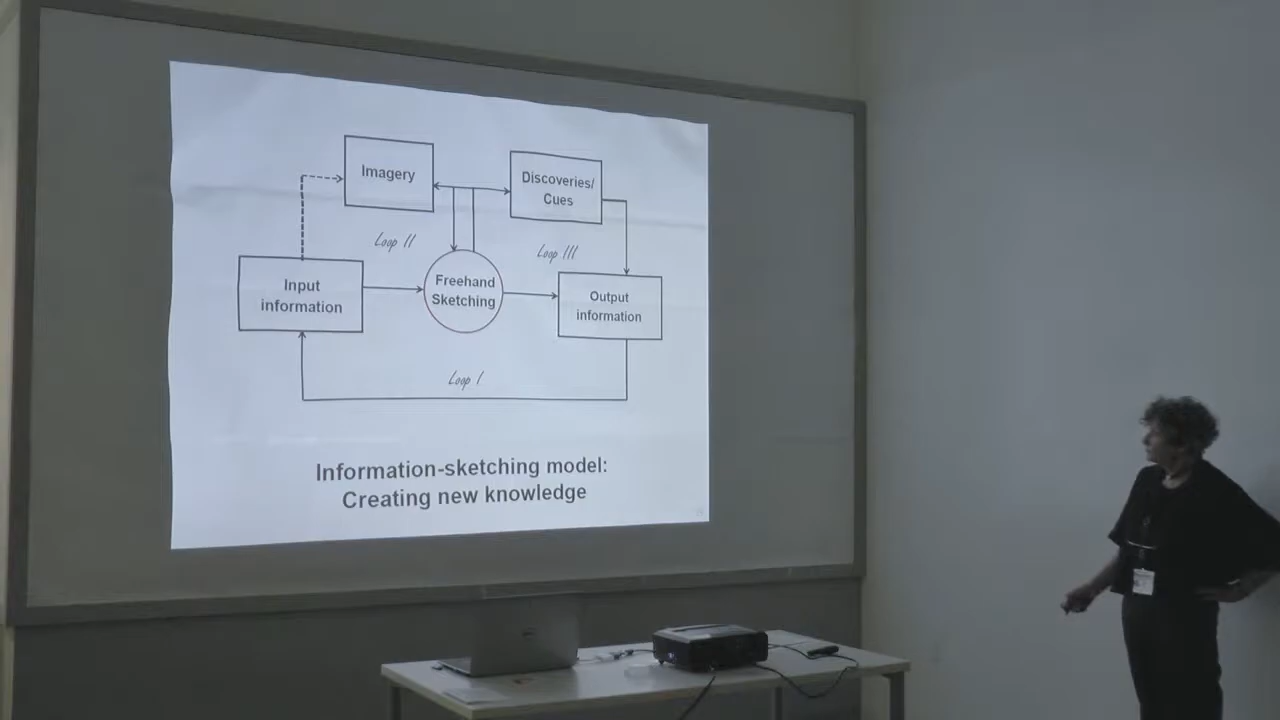 Imagery
Discoveries/
Cues
Loop II
Loop III
Input
information
Freehand
Sketching
Output
information
Loop I
Information-sketching model:
Creating new knowledge